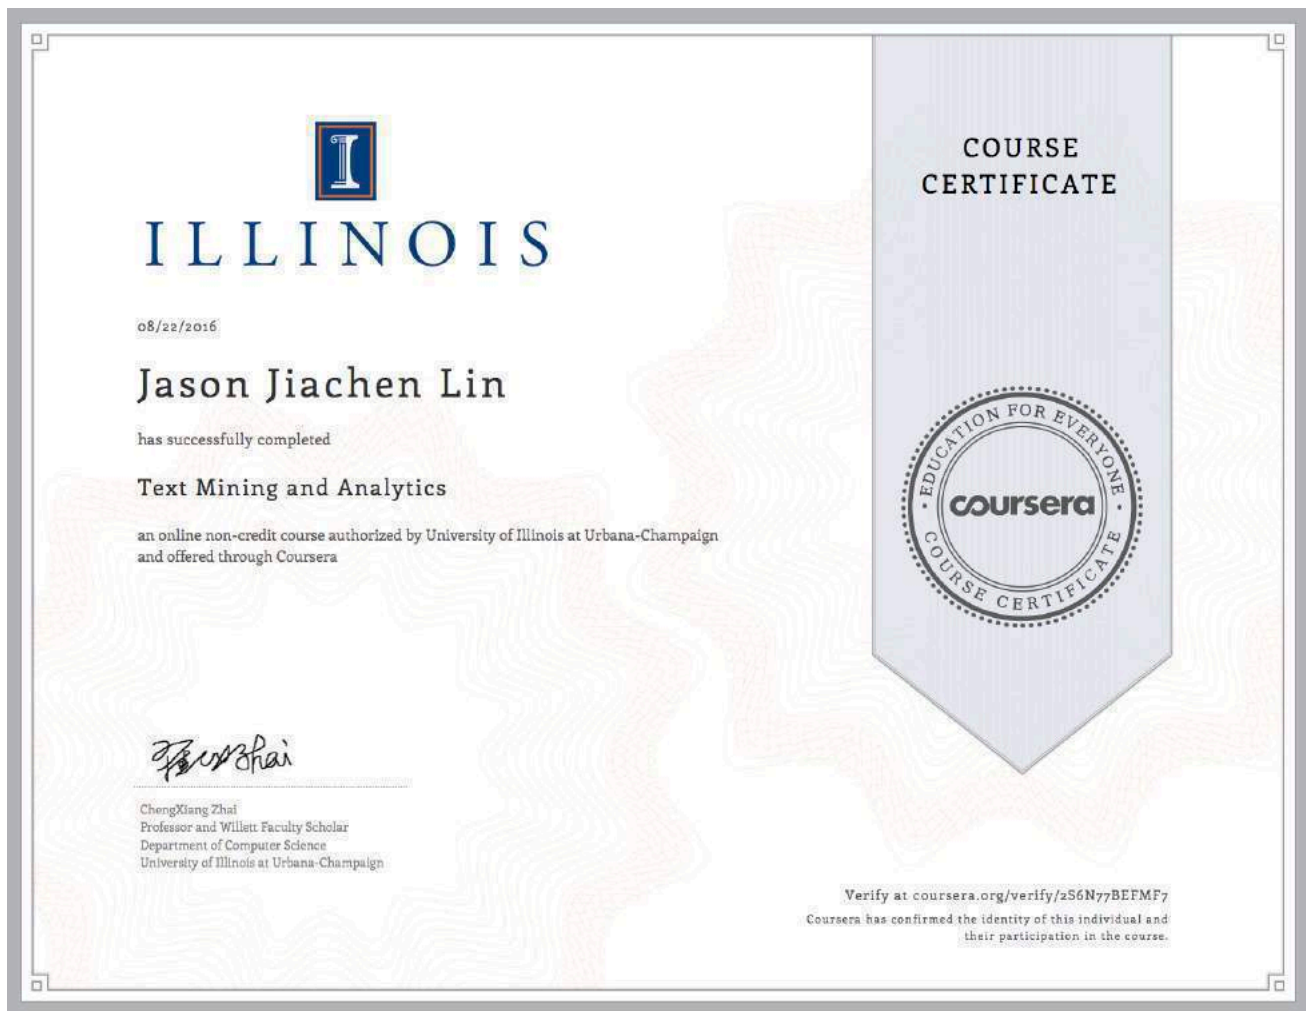 I
ILLINOIS
08/22/2016
Jason Jiachen Lin
has successfully completed
Text Mining and Analytics
an online non-credit course authorized by University of Illinois at Urbana-Champaign
and offered through Coursera
Zhai
ChengXiang Zhai
Professor and Willett Faculty Scholar
Department of Computer Science
University of Illinois at Urbana-Champaign
COURSE
CERTIFICATE
EDUCATION FOR EVERYONE
coursera
COURSE CERTIFICATE
Verify at coursera.org/verify/2S6N77BEFMF7
Coursera has confirmed the identity of this individual and
their participation in the course.